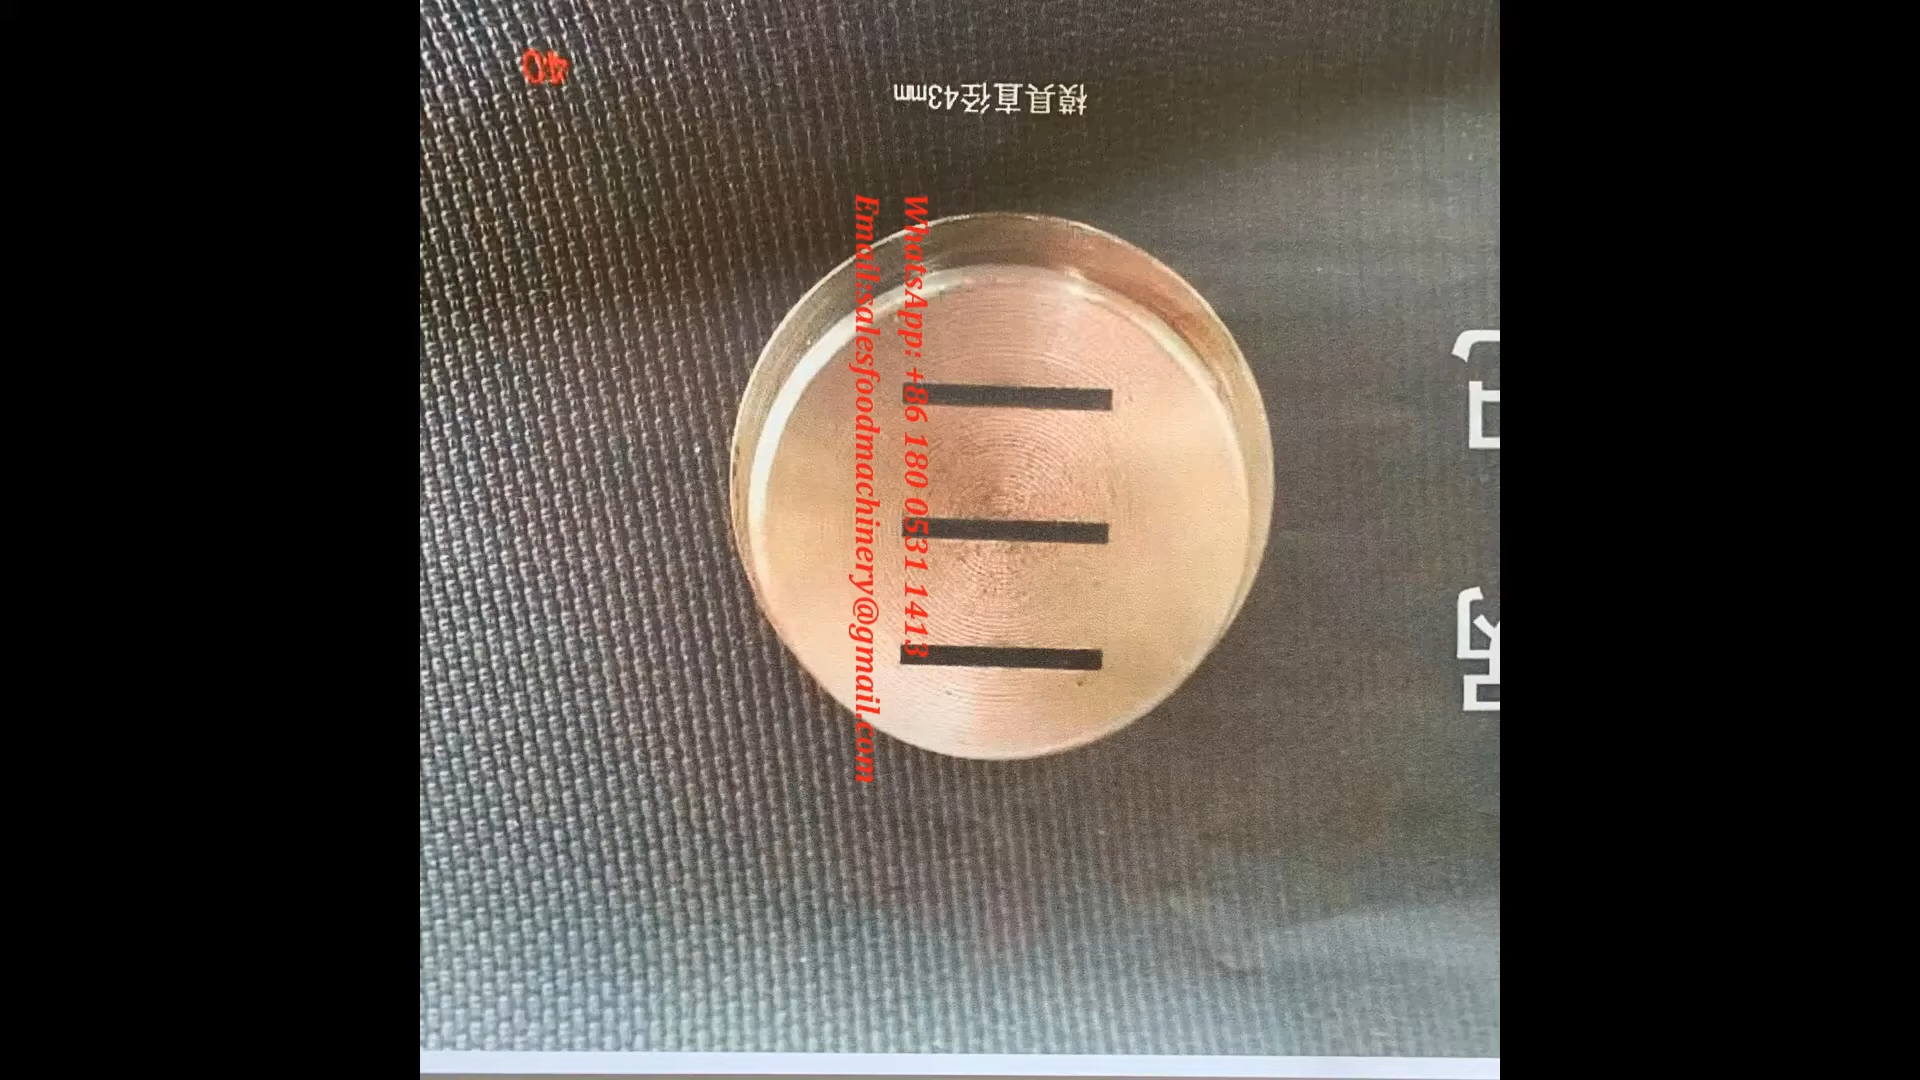 40
模具直径43mm
WhatsApp: +86 180 0531 1413
Email:salesfoodmachinery@gmail.com